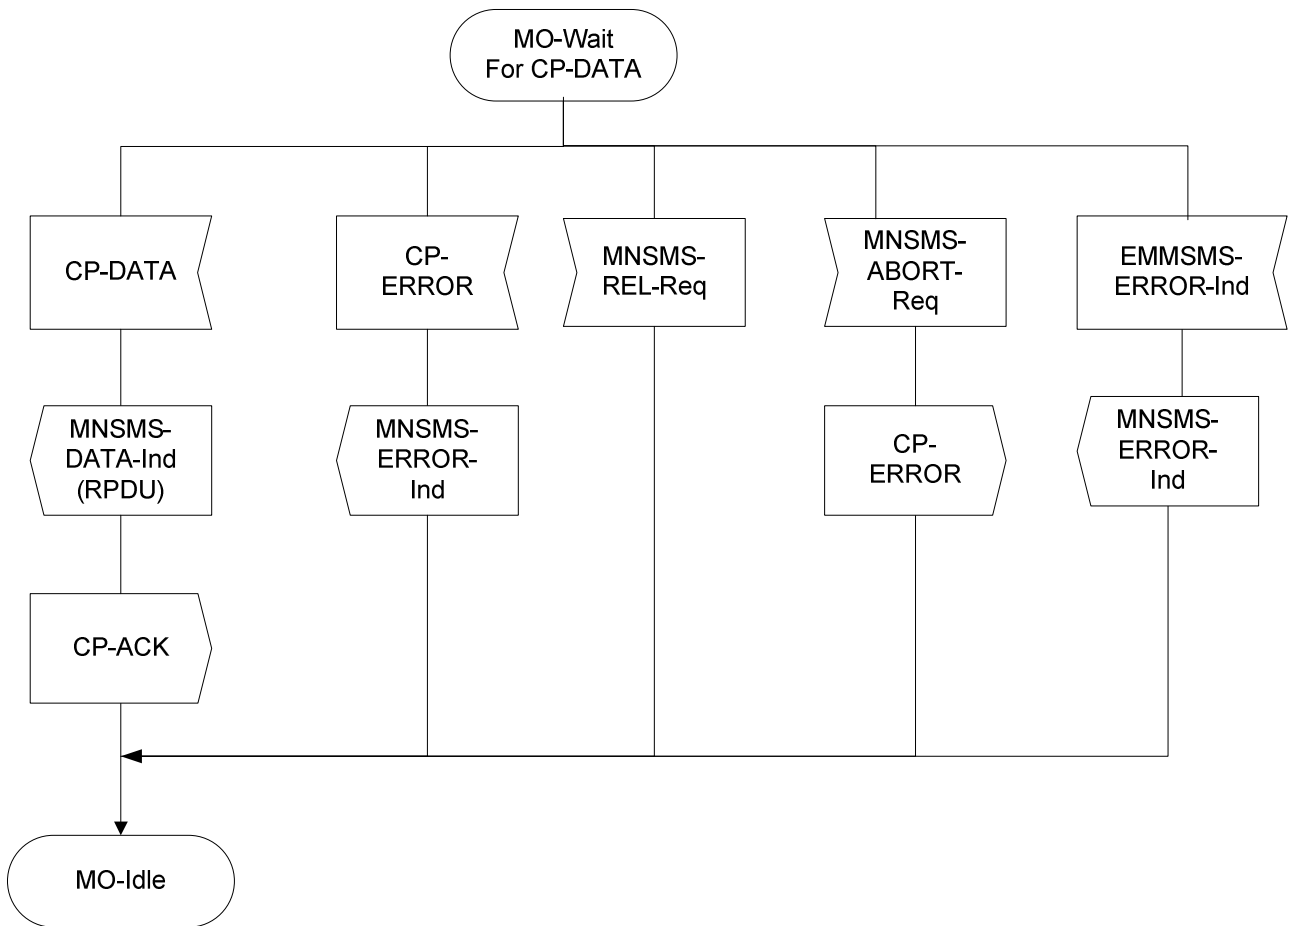 MO-Wait
For CP-DATA
CP-DATA
CP-
ERROR
MNSMS-
REL-Req
MNSMS-
ABORT-
Req
EMMSMS-
ERROR-Ind
MNSMS-
DATA-Ind
(RPDU)
MNSMS-
ERROR-
Ind
CP-
ERROR
MNSMS-
ERROR-
Ind
CP-ACK
MO-Idle